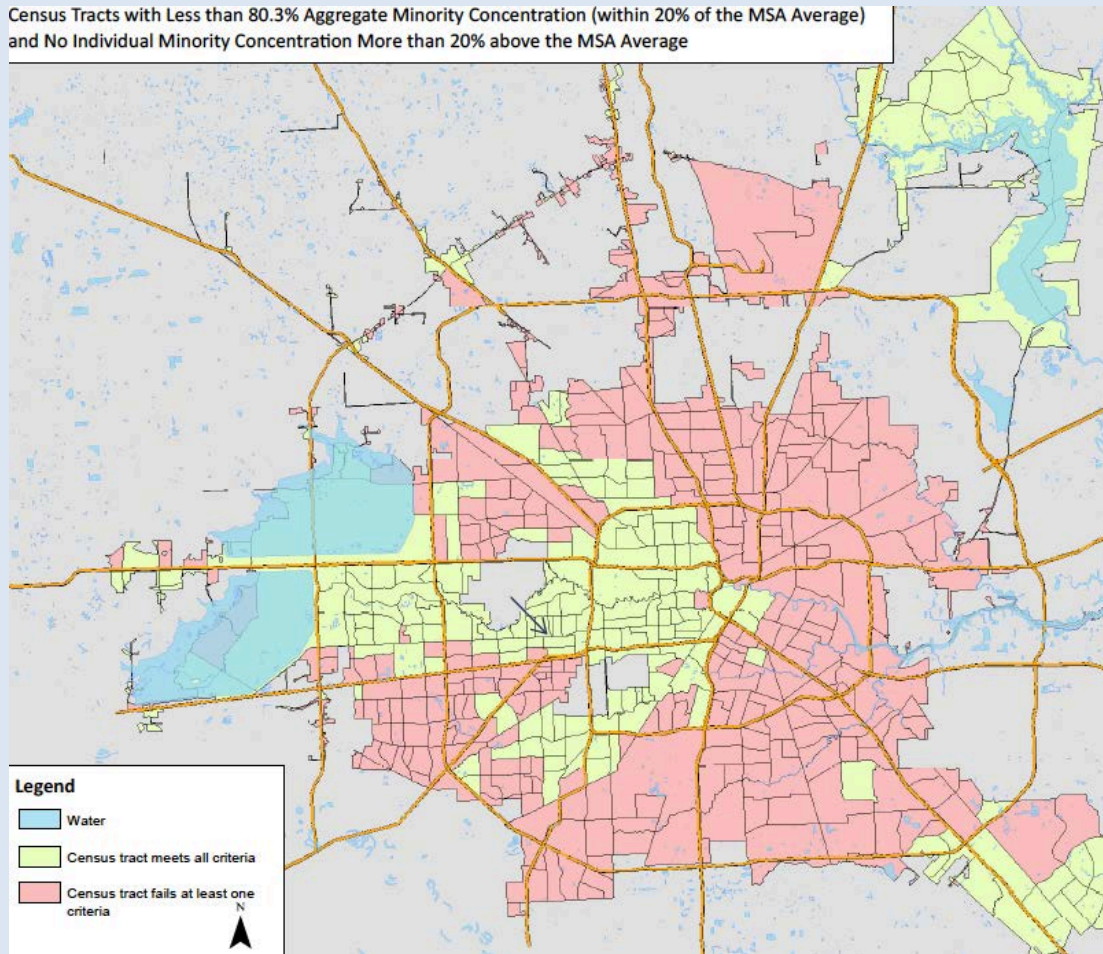 Census Tracts with Less than 80.3% Aggregate Minority Concentration (within 20% of the MSA Average)
and No Individual Minority Concentration More than 20% above the MSA Average
Legend
Water
Census tract meets all criteria
Census tract fails at least one
criteria
N